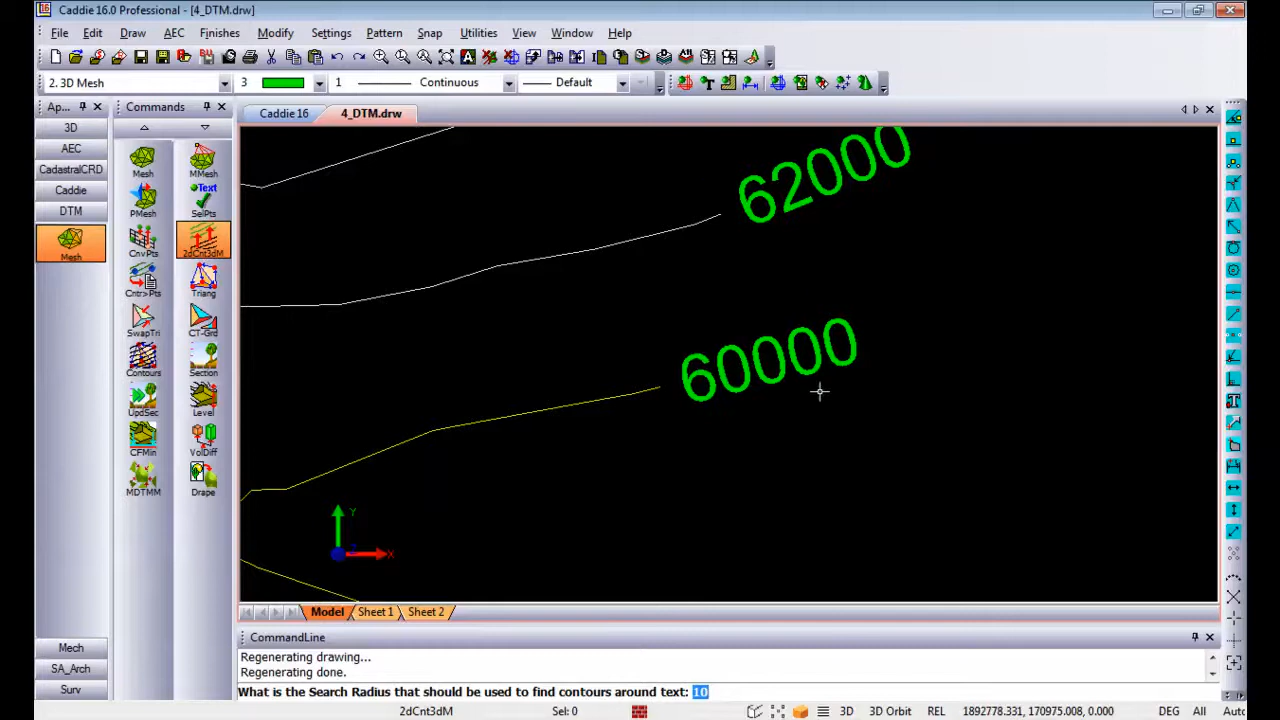 Caddie 16.0 Professional - [4_DTM.drw]
File Edit Draw AEC Finishes Modify Settings Pattern Snap Utilities View Window Help
2. 3D Mesh 3 1 Continuous Default
Ap... Commands Caddie 16 4_DTM.drw
3D
AEC
CadastralCRD
Caddie
DTM
Mesh
Mesh MMesh
Text
PMesh SelPts
CnvPts 2dCnt3dM
Cntr>Pts Triang
SwapTri CT-Grd
Contours Section
UpdSec Level
CFMin VolDiff
MDTMM Drape
62000
60000
Y
Z X
Mech
SA_Arch
Surv
Model Sheet 1 Sheet 2
CommandLine
Regenerating drawing...
Regenerating done.
What is the Search Radius that should be used to find contours around text: 10
2dCnt3dM Sel: 0 3D 3D Orbit REL 1892778.331, 170975.008, 0.000 DEG All Auto